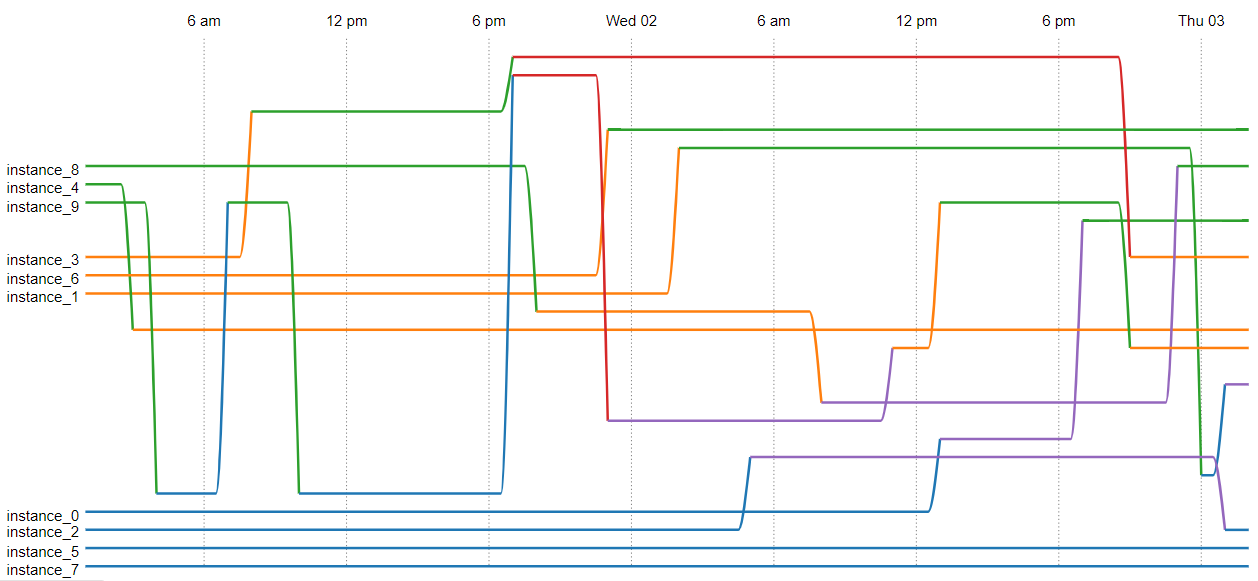 6 am 12 pm 6 pm Wed 02 6 am 12 pm 6 pm Thu 03
instance_8
instance_4
instance_9
instance_3
instance_6
instance_1
instance_0
instance_2
instance_5
instance_7